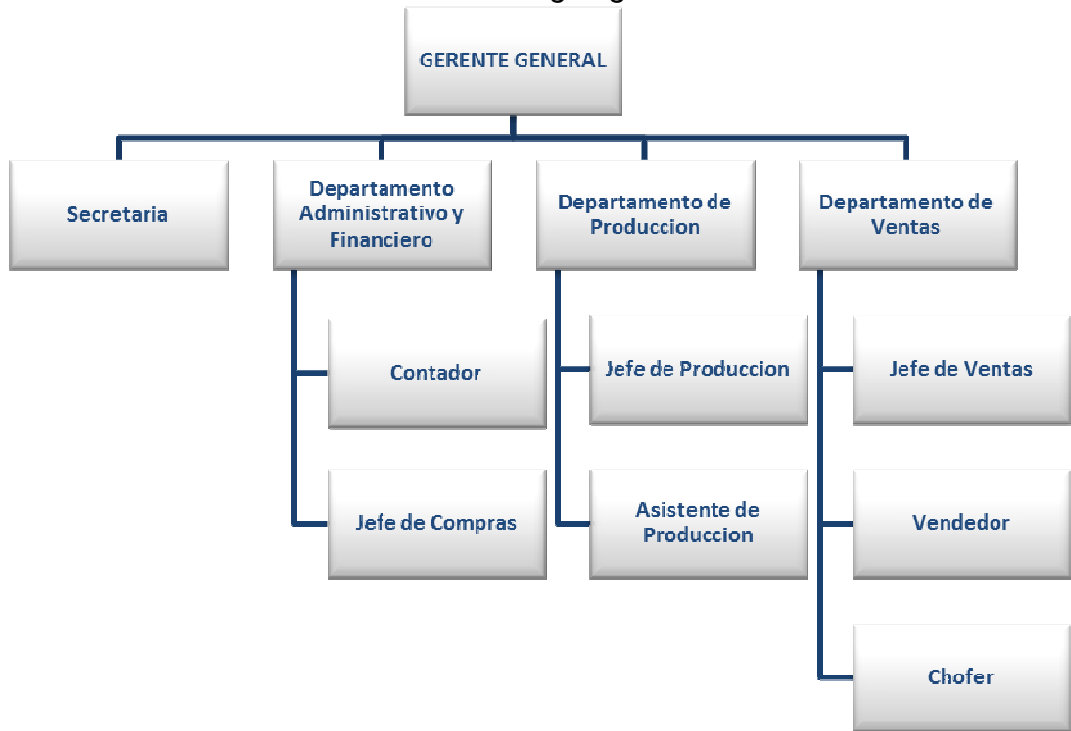 GERENTE GENERAL
Secretaria
Departamento
Administrativo y
Financiero
Departamento de
Produccion
Departamento de
Ventas
Contador
Jefe de Produccion
Jefe de Ventas
Jefe de Compras
Asistente de
Produccion
Vendedor
Chofer